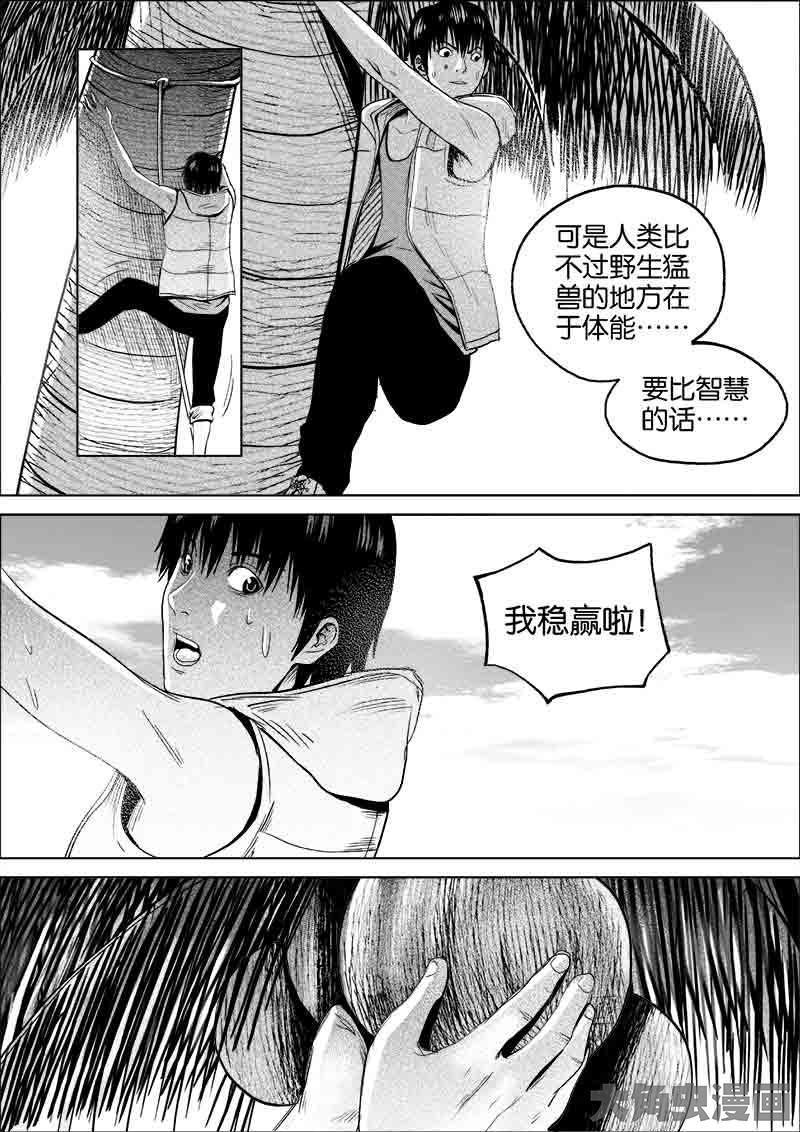 可是人类比
不过野生猛
兽的地方在
于体能……
要比智慧
的话……
我稳赢啦！
大角虫漫画